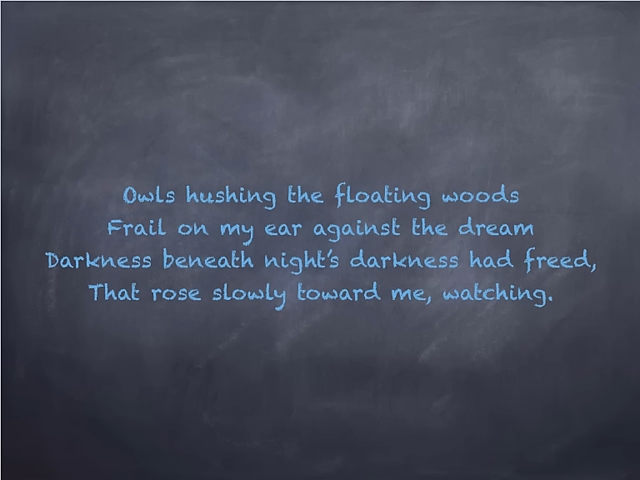 Owls hushing the floating woods
Frail on my ear against the dream
Darkness beneath night's darkness had freed,
That rose slowly toward me, watching.